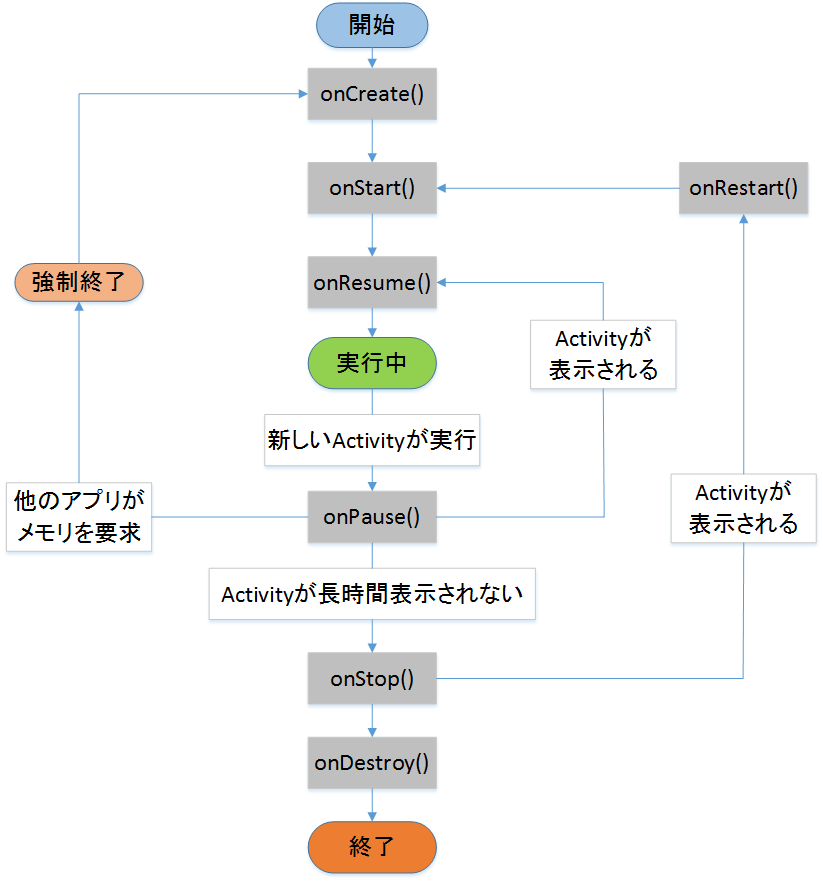 開始
onCreate()
onStart()
onRestart()
強制終了
onResume()
Activityが
表示される
実行中
新しいActivityが実行
他のアプリが
メモリを要求
onPause()
Activityが
表示される
Activityが長時間表示されない
onStop()
onDestroy()
終了